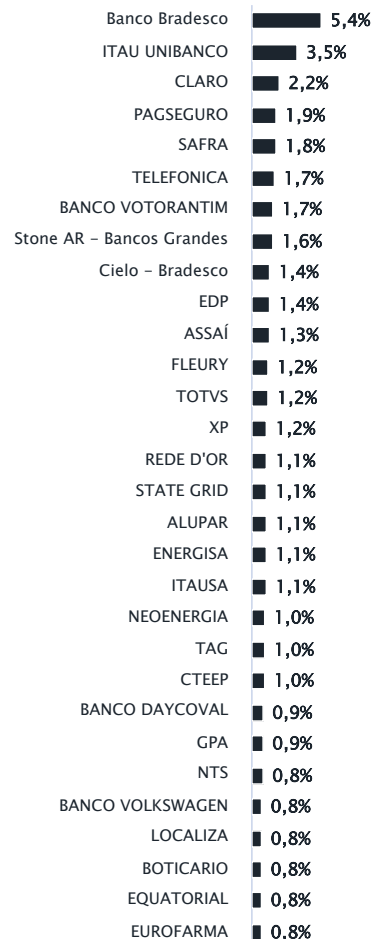 Banco Bradesco 5,4%
ITAU UNIBANCO 3,5%
CLARO 2,2%
PAGSEGURO 1,9%
SAFRA 1,8%
TELEFONICA 1,7%
BANCO VOTORANTIM 1,7%
Stone AR – Bancos Grandes 1,6%
Cielo – Bradesco 1,4%
EDP 1,4%
ASSAÍ 1,3%
FLEURY 1,2%
TOTVS 1,2%
XP 1,2%
REDE D'OR 1,1%
STATE GRID 1,1%
ALUPAR 1,1%
ENERGISA 1,1%
ITAUSA 1,1%
NEOENERGIA 1,0%
TAG 1,0%
CTEEP 1,0%
BANCO DAYCOVAL 0,9%
GPA 0,9%
NTS 0,8%
BANCO VOLKSWAGEN 0,8%
LOCALIZA 0,8%
BOTICARIO 0,8%
EQUATORIAL 0,8%
EUROFARMA 0,8%